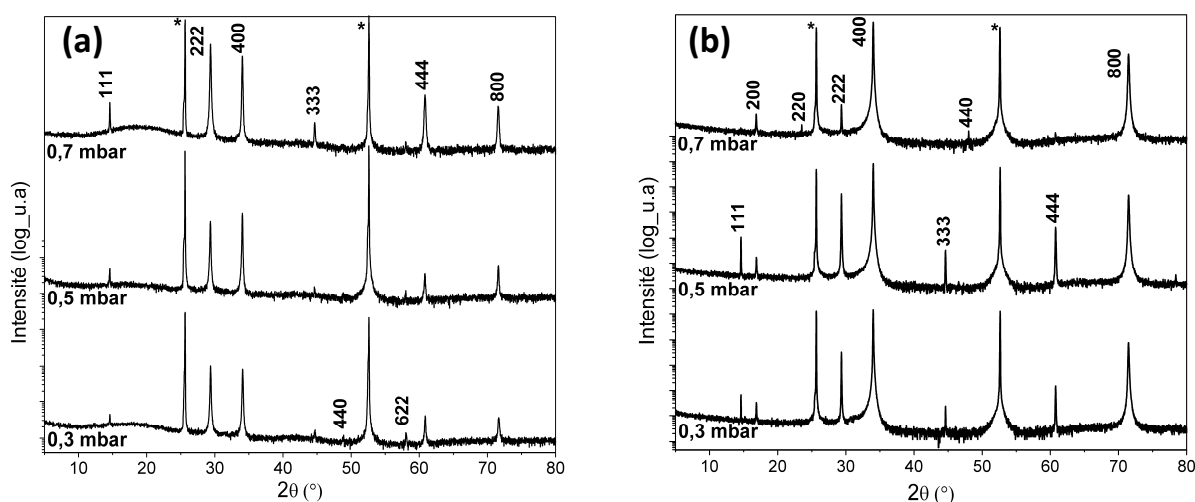 (a)
*
222
400
*
111
333
444
800
0,7 mbar
0,5 mbar
440
622
0,3 mbar
Intensité (log_u.a)
10 20 30 40 50 60 70 80
2θ (°)
(b)
*
400
*
800
200
220
222
440
0,7 mbar
111
333
444
0,5 mbar
0,3 mbar
Intensité (log_u.a)
10 20 30 40 50 60 70 80
2θ (°)